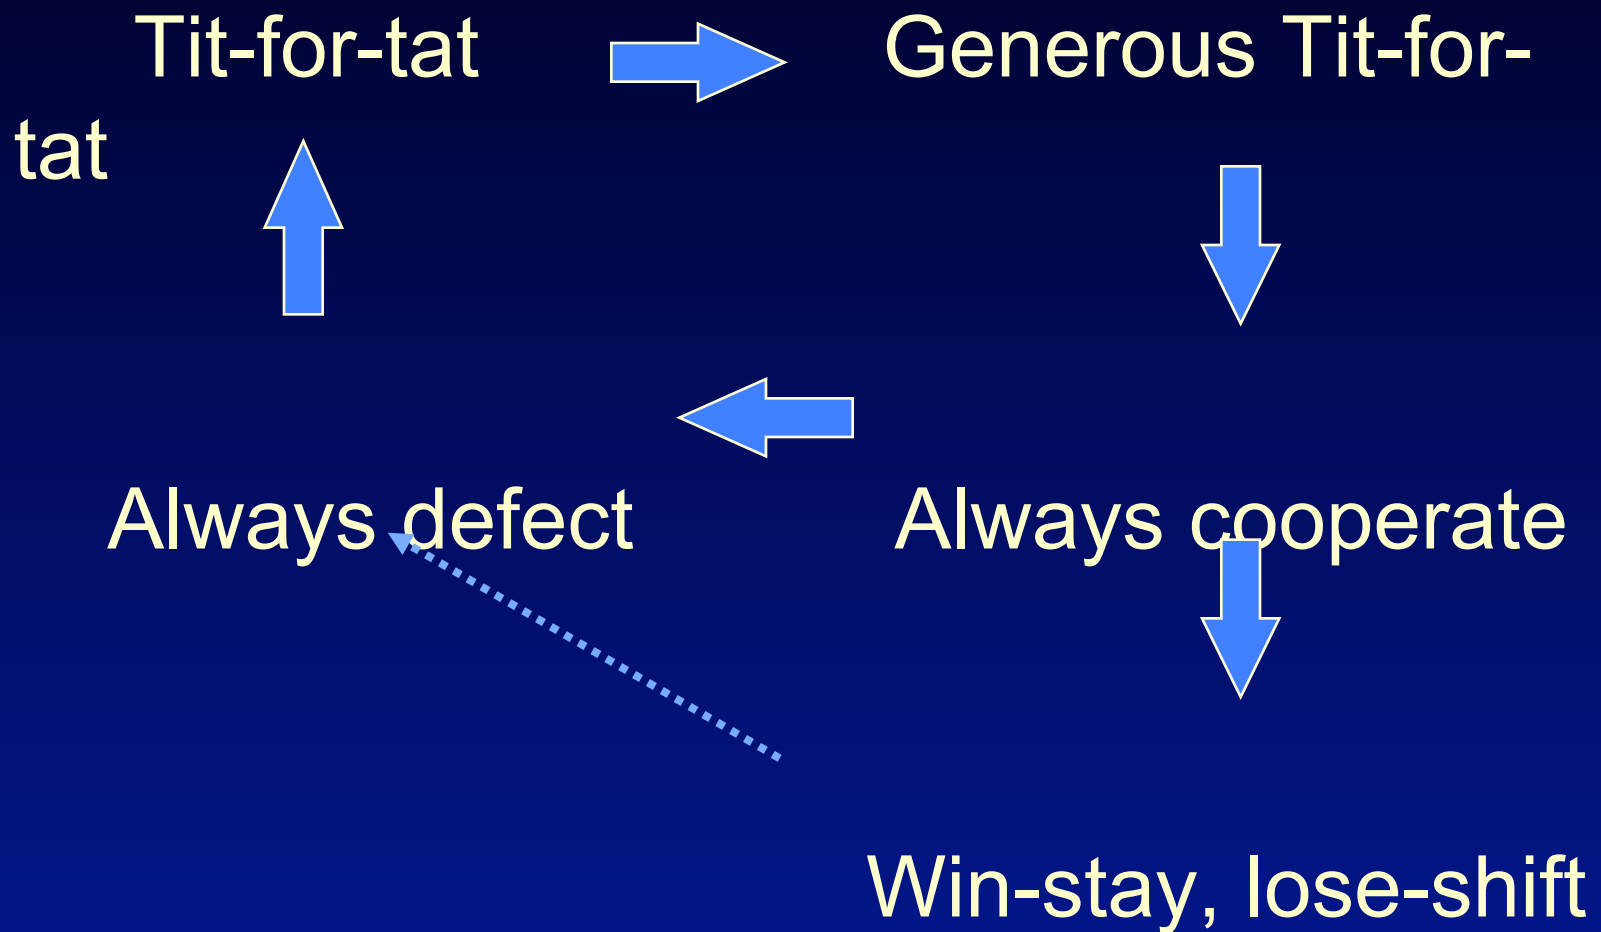 Tit-for-tat Generous Tit-for-
tat
Always defect Always cooperate
Win-stay, lose-shift